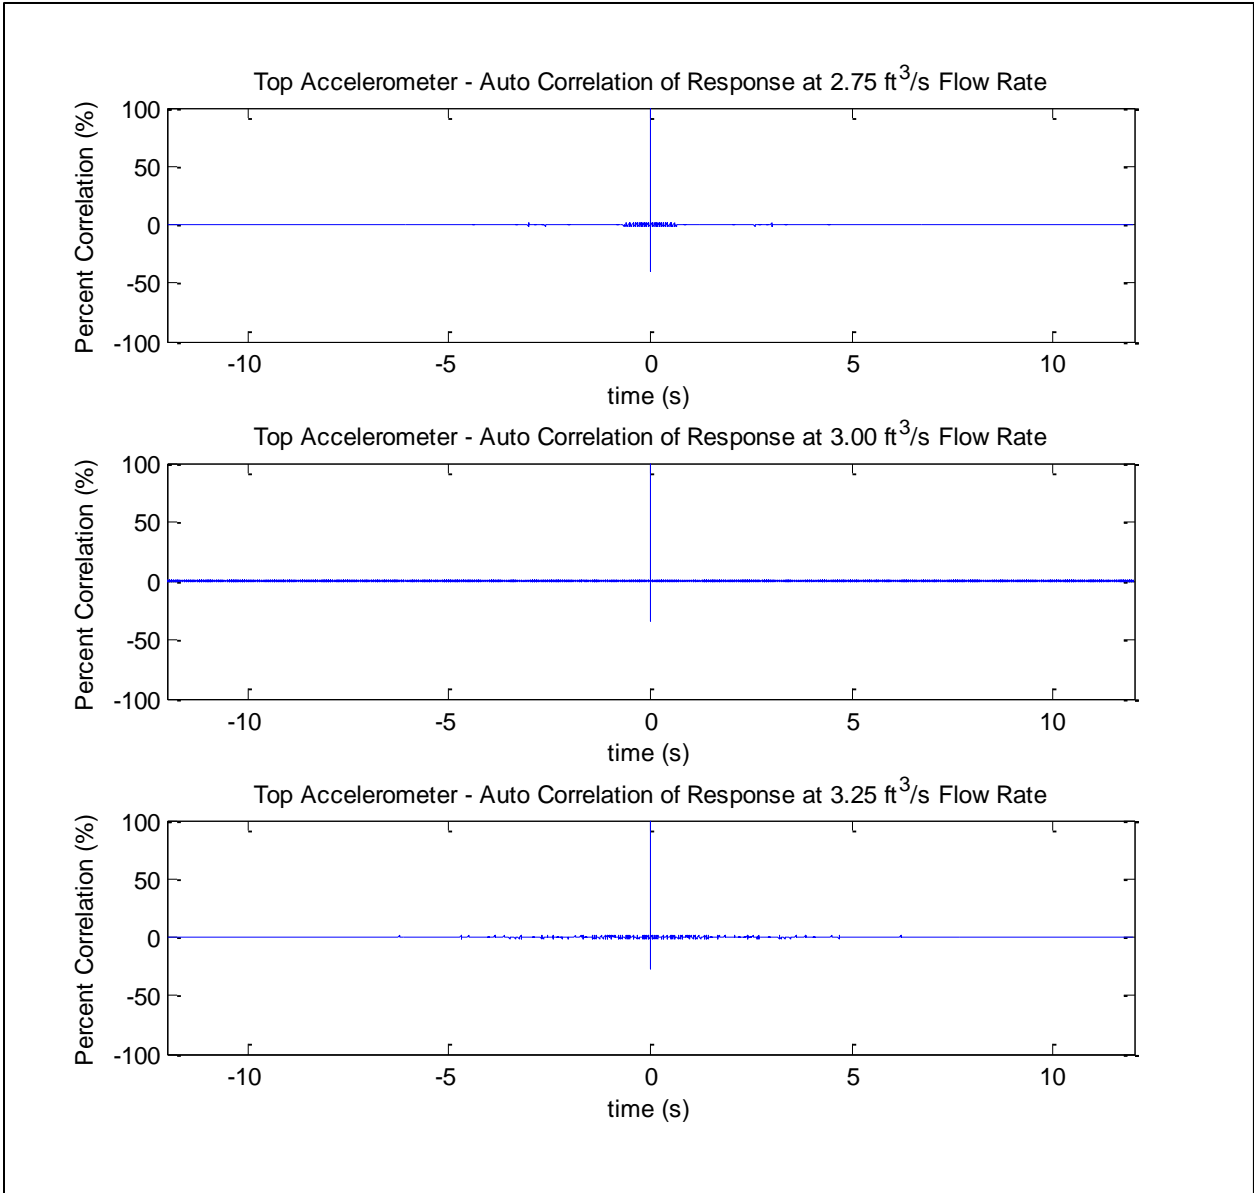 Top Accelerometer - Auto Correlation of Response at 2.75 ft³/s Flow Rate
Percent Correlation (%)
100
50
0
-50
-100
-10 -5 0 5 10
time (s)
Top Accelerometer - Auto Correlation of Response at 3.00 ft³/s Flow Rate
Percent Correlation (%)
100
50
0
-50
-100
-10 -5 0 5 10
time (s)
Top Accelerometer - Auto Correlation of Response at 3.25 ft³/s Flow Rate
Percent Correlation (%)
100
50
0
-50
-100
-10 -5 0 5 10
time (s)